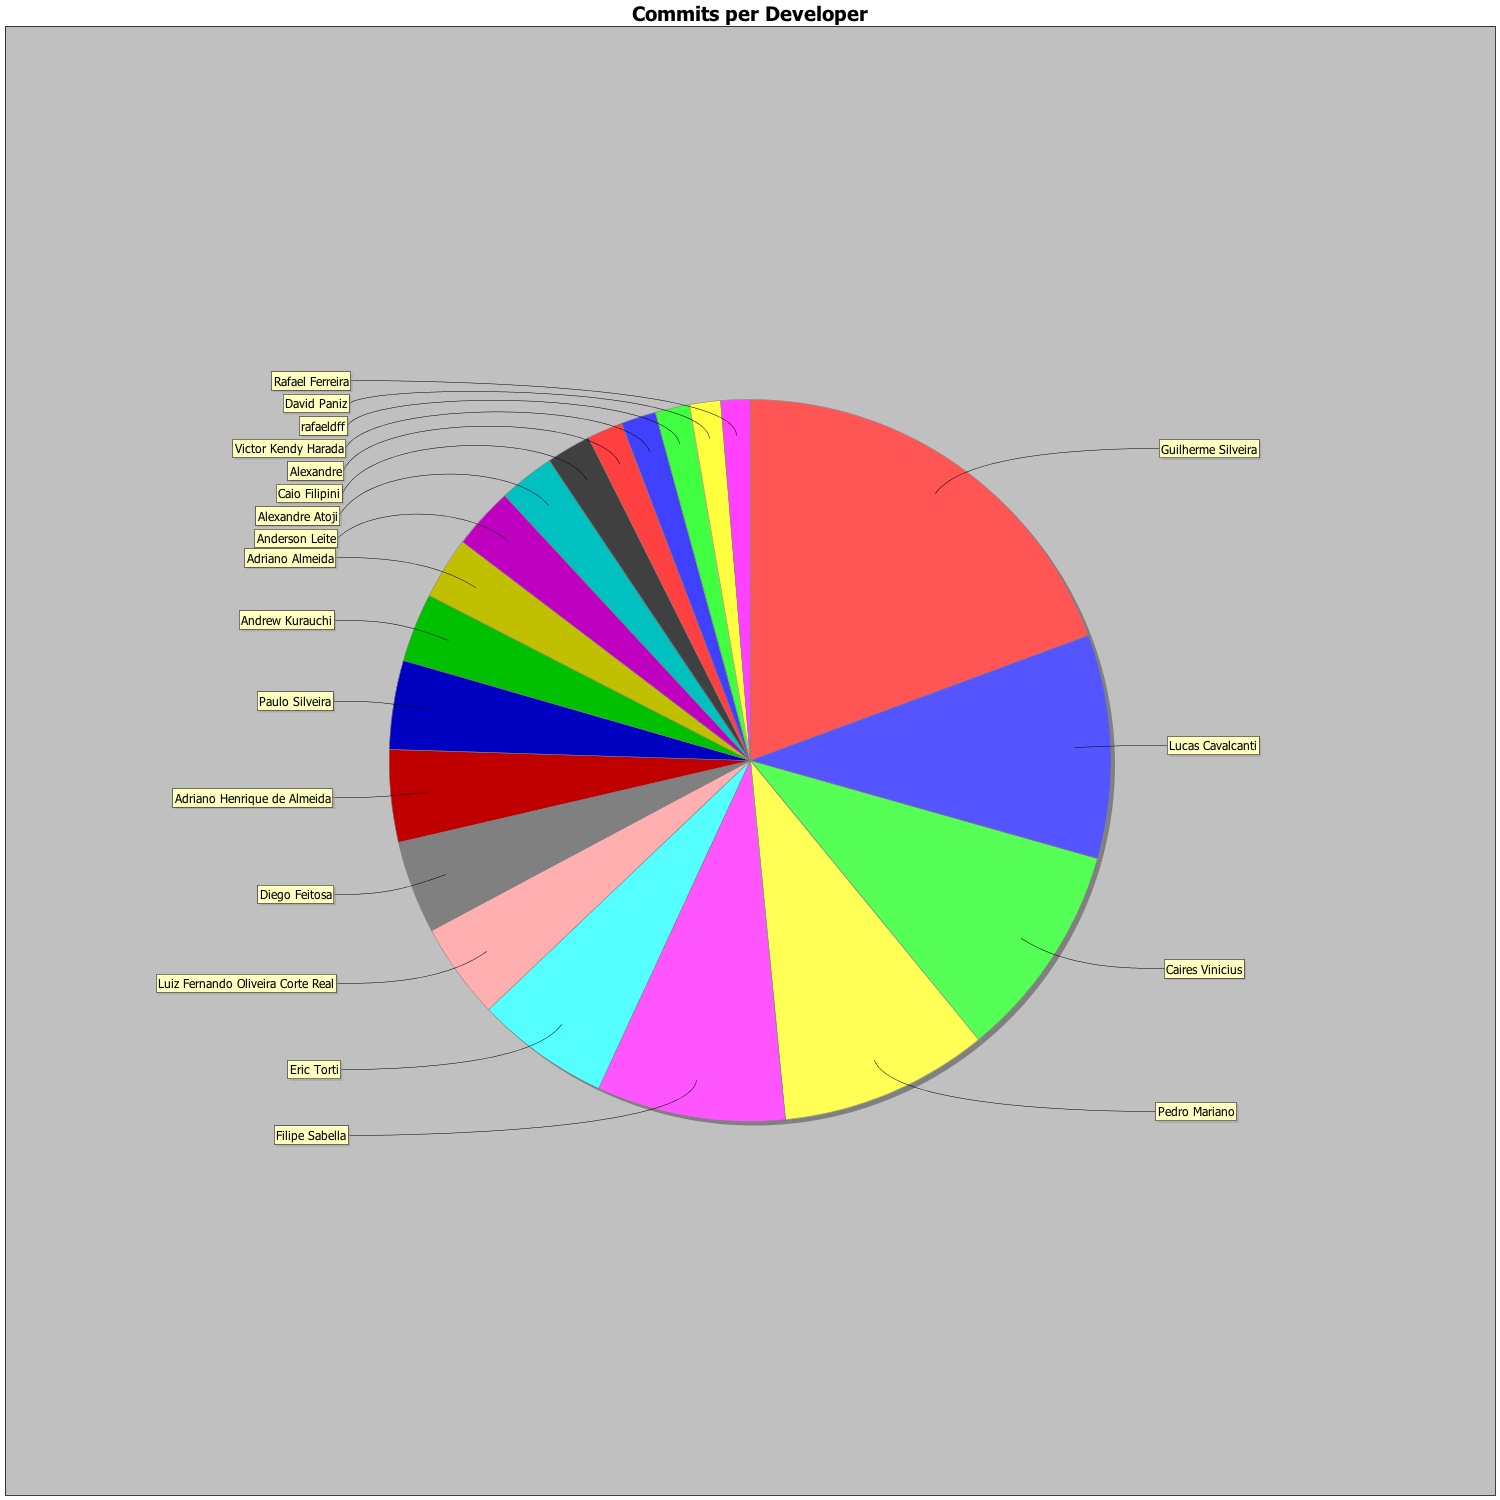 Commits per Developer
Rafael Ferreira
David Paniz
rafaeldff
Victor Kendy Harada
Alexandre
Caio Filipini
Alexandre Atoji
Anderson Leite
Adriano Almeida
Andrew Kurauchi
Paulo Silveira
Adriano Henrique de Almeida
Diego Feitosa
Luiz Fernando Oliveira Corte Real
Eric Torti
Filipe Sabella
Guilherme Silveira
Lucas Cavalcanti
Caires Vinicius
Pedro Mariano